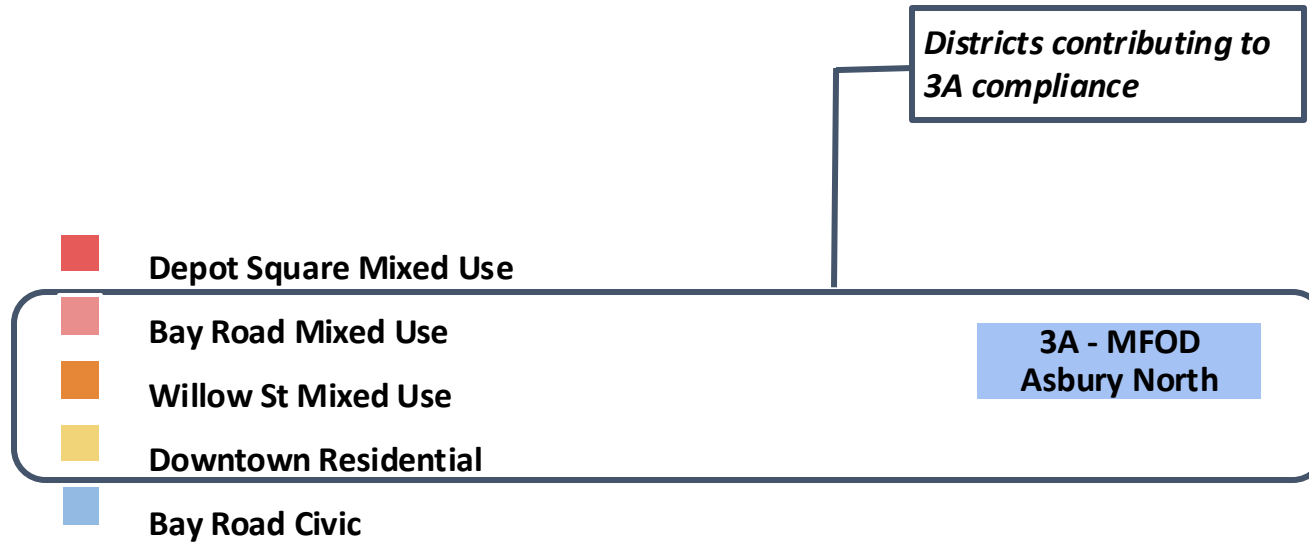 Districts contributing to
3A compliance
Depot Square Mixed Use
Bay Road Mixed Use
Willow St Mixed Use
Downtown Residential
Bay Road Civic
3A - MFOD
Asbury North